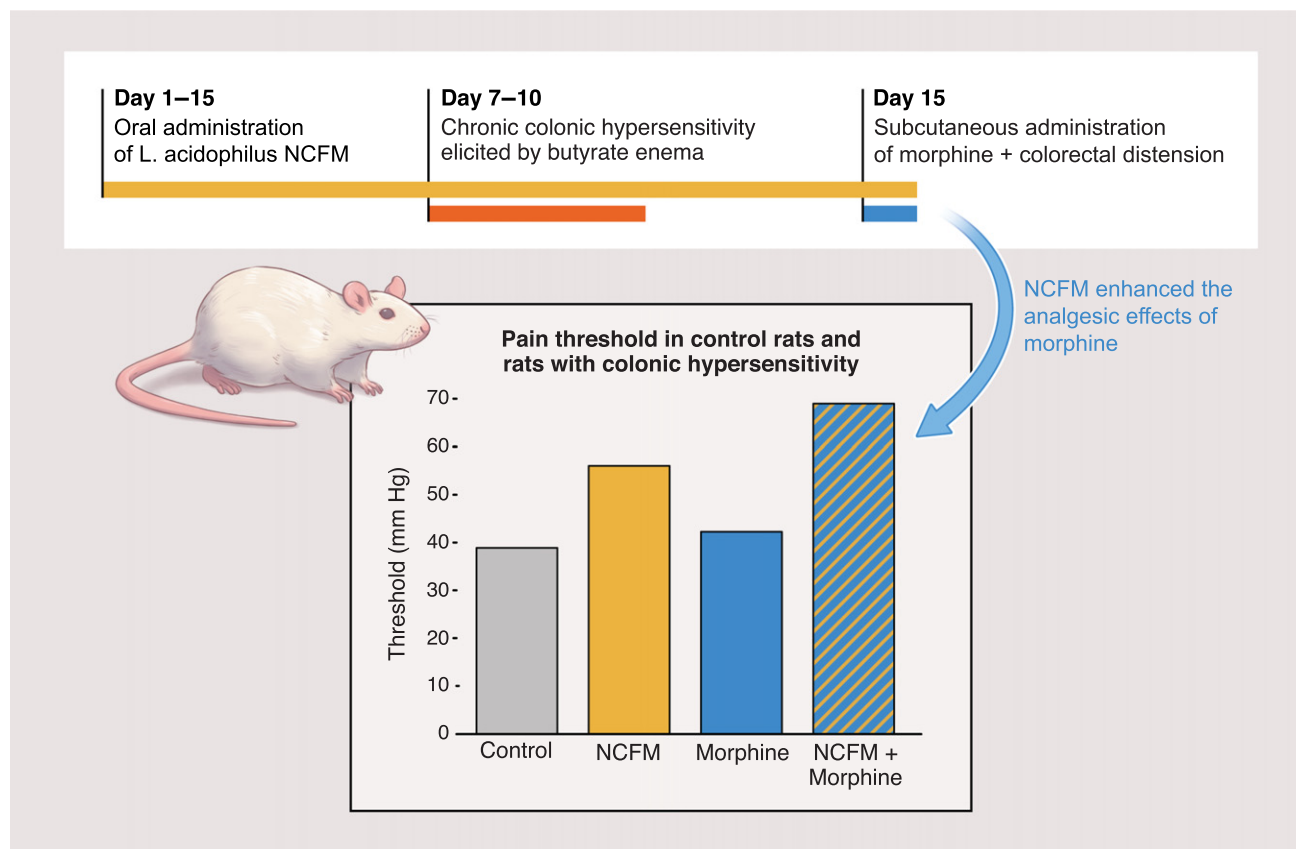 Day 1–15
Oral administration
of L. acidophilus NCFM
Day 7–10
Chronic colonic hypersensitivity
elicited by butyrate enema
Day 15
Subcutaneous administration
of morphine + colorectal distension
NCFM enhanced the
analgesic effects of
morphine
Pain threshold in control rats and
rats with colonic hypersensitivity
Threshold (mm Hg)
70
60
50
40
30
20
10
0
Control
NCFM
Morphine
NCFM +
Morphine